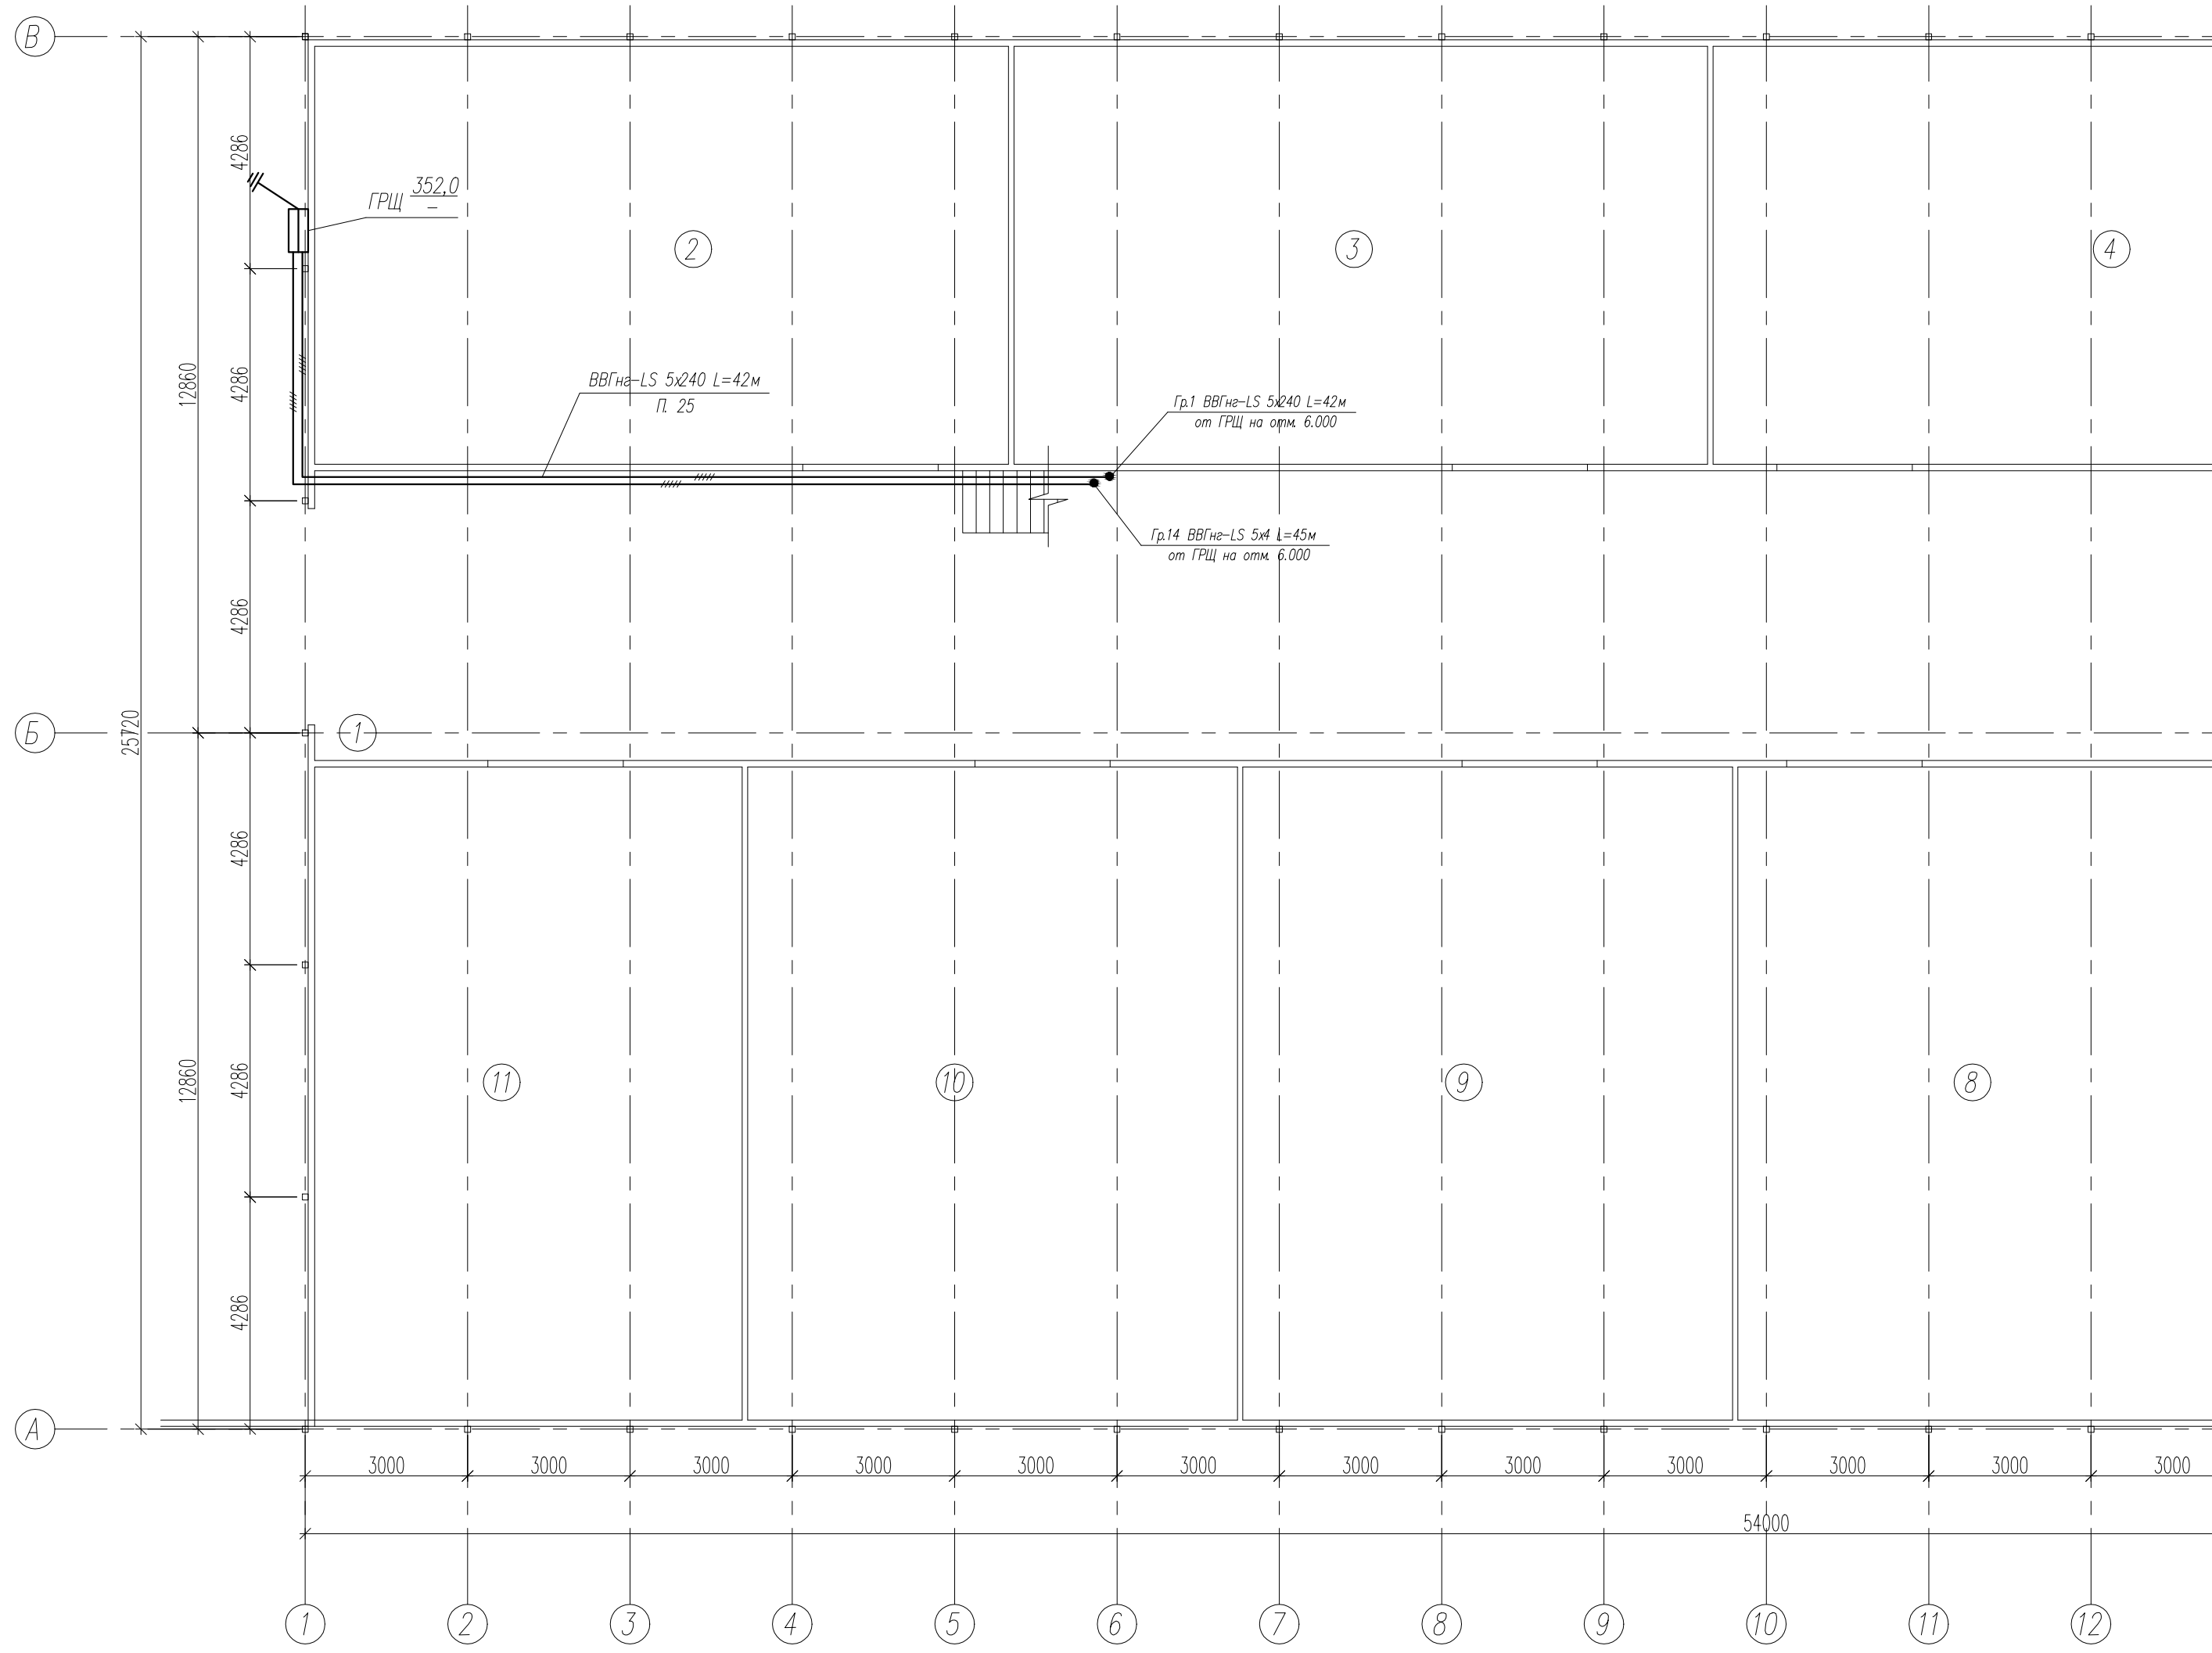 В
4286
352,0
ГРЩ –
2
3
4
12860
4286
ВВГнг-LS 5х240 L=42м
П. 25
Гр.1 ВВГнг-LS 5х240 L=42м
от ГРЩ на отм. 6.000
Гр.14 ВВГнг-LS 5х4 L=45м
от ГРЩ на отм. 6.000
4286
Б
25720
1
4286
12860
4286
11
10
9
8
4286
А
3000 3000 3000 3000 3000 3000 3000 3000 3000 3000 3000 3000
54000
1 2 3 4 5 6 7 8 9 10 11 12